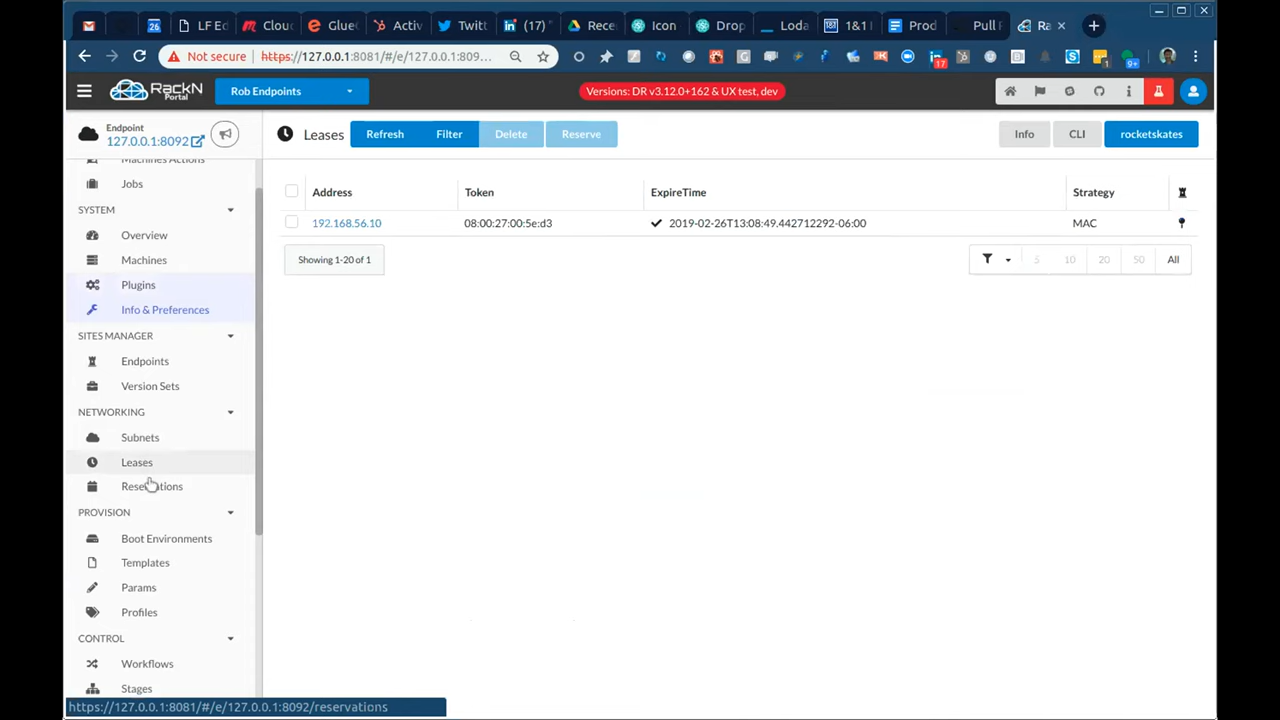 26
LF Ed
Clou
Glue
Activ
Twitt
(17)
Rece
Icon
Drop
Loda
1&1 I
Prod
Pull P
Ra
Not secure
https://127.0.0.1:8081/#/e/127.0.0.1:809...
17
1
9+
RackN
Portal
Rob Endpoints
Versions: DR v3.12.0+162 & UX test, dev
Endpoint
127.0.0.1:8092
Leases
Refresh
Filter
Delete
Reserve
Info
CLI
rocketskates
Machines Actions
Jobs
SYSTEM
Overview
Machines
Plugins
Info & Preferences
SITES MANAGER
Endpoints
Version Sets
NETWORKING
Subnets
Leases
Reservations
PROVISION
Boot Environments
Templates
Params
Profiles
CONTROL
Workflows
Stages
Address
Token
ExpireTime
Strategy
192.168.56.10
08:00:27:00:5e:d3
2019-02-26T13:08:49.442712292-06:00
MAC
Showing 1-20 of 1
5
10
20
50
All
https://127.0.0.1:8081/#/e/127.0.0.1:8092/reservations